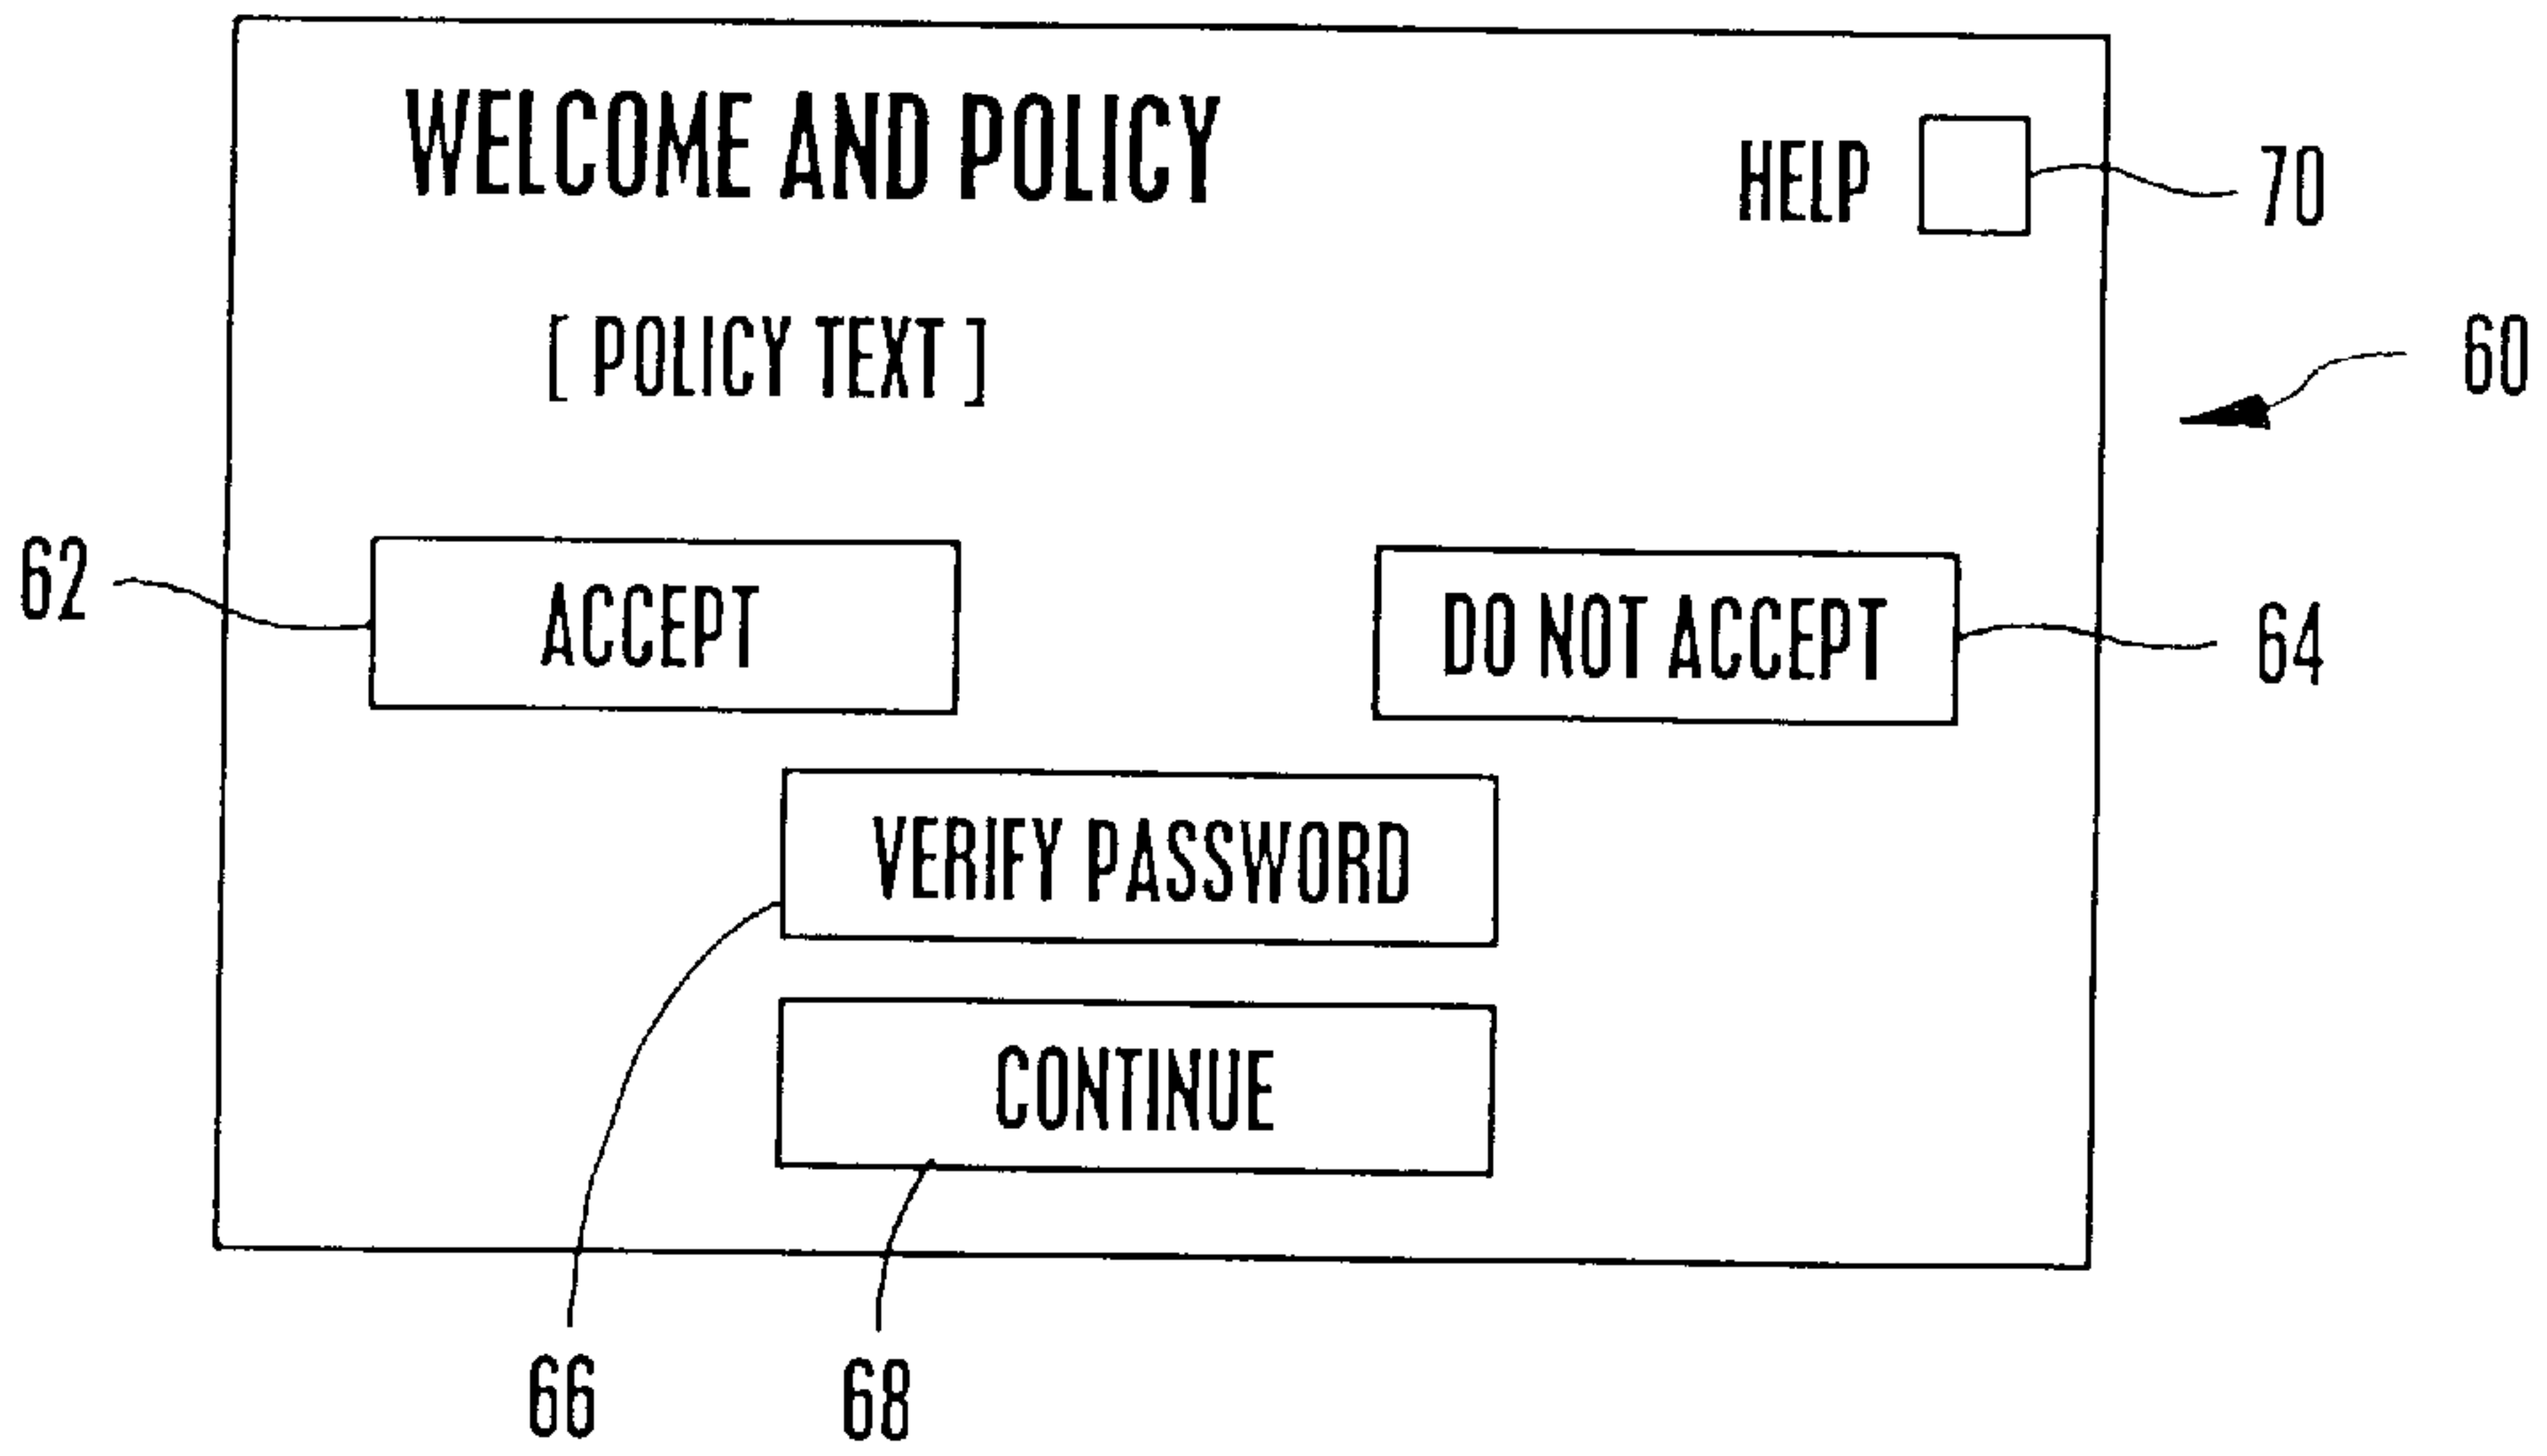 WELCOME AND POLICY
HELP
70
[ POLICY TEXT ]
60
62
ACCEPT
DO NOT ACCEPT
64
VERIFY PASSWORD
CONTINUE
66
68